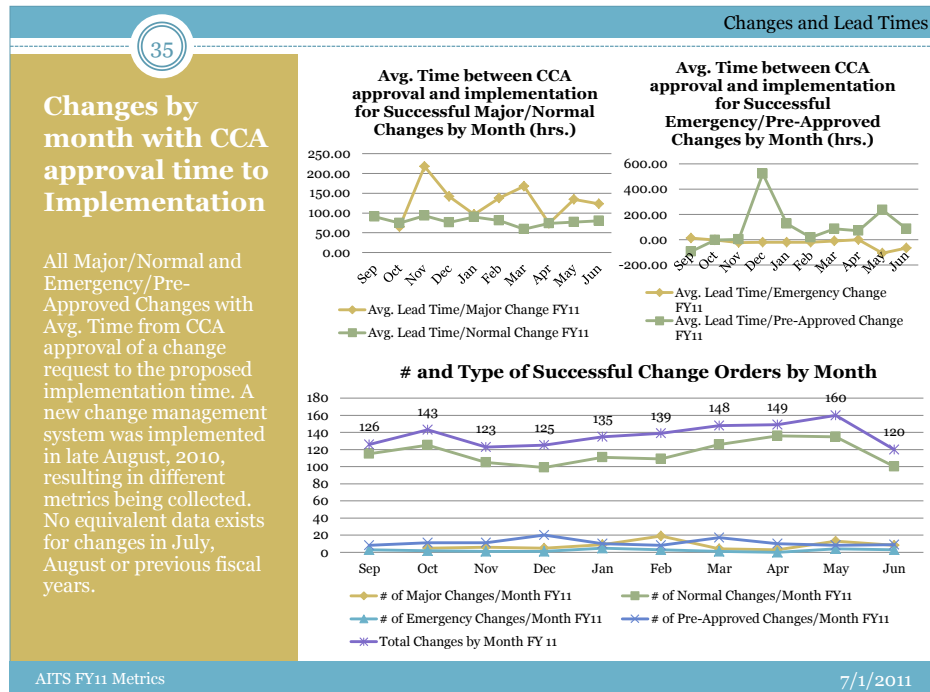 Changes and Lead Times
35
Changes by
month with CCA
approval time to
Implementation
All Major/Normal and
Emergency/Pre-
Approved Changes with
Avg. Time from CCA
approval of a change
request to the proposed
implementation time. A
new change management
system was implemented
in late August, 2010,
resulting in different
metrics being collected.
No equivalent data exists
for changes in July,
August or previous fiscal
years.
Avg. Time between CCA
approval and implementation
for Successful Major/Normal
Changes by Month (hrs.)
250.00
200.00
150.00
100.00
50.00
0.00
Sep Oct Nov Dec Jan Feb Mar Apr May Jun
Avg. Lead Time/Major Change FY11
Avg. Lead Time/Normal Change FY11
Avg. Time between CCA
approval and implementation
for Successful
Emergency/Pre-Approved
Changes by Month (hrs.)
600.00
400.00
200.00
0.00
-200.00
Sep Oct Nov Dec Jan Feb Mar Apr May Jun
Avg. Lead Time/Emergency Change
FY11
Avg. Lead Time/Pre-Approved Change
FY11
# and Type of Successful Change Orders by Month
180
160
140
120
100
80
60
40
20
0
126 143 123 125 135 139 148 149 160 120
Sep Oct Nov Dec Jan Feb Mar Apr May Jun
# of Major Changes/Month FY11 # of Normal Changes/Month FY11
# of Emergency Changes/Month FY11 # of Pre-Approved Changes/Month FY11
Total Changes by Month FY 11
AITS FY11 Metrics 7/1/2011